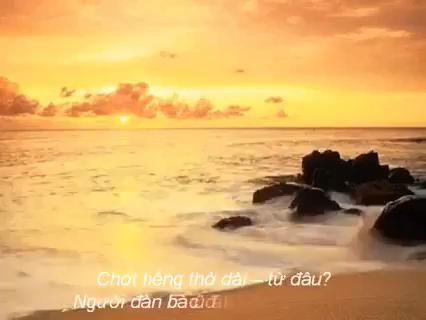 Chợt tiếng thở dài – từ đâu?
Người đàn bà